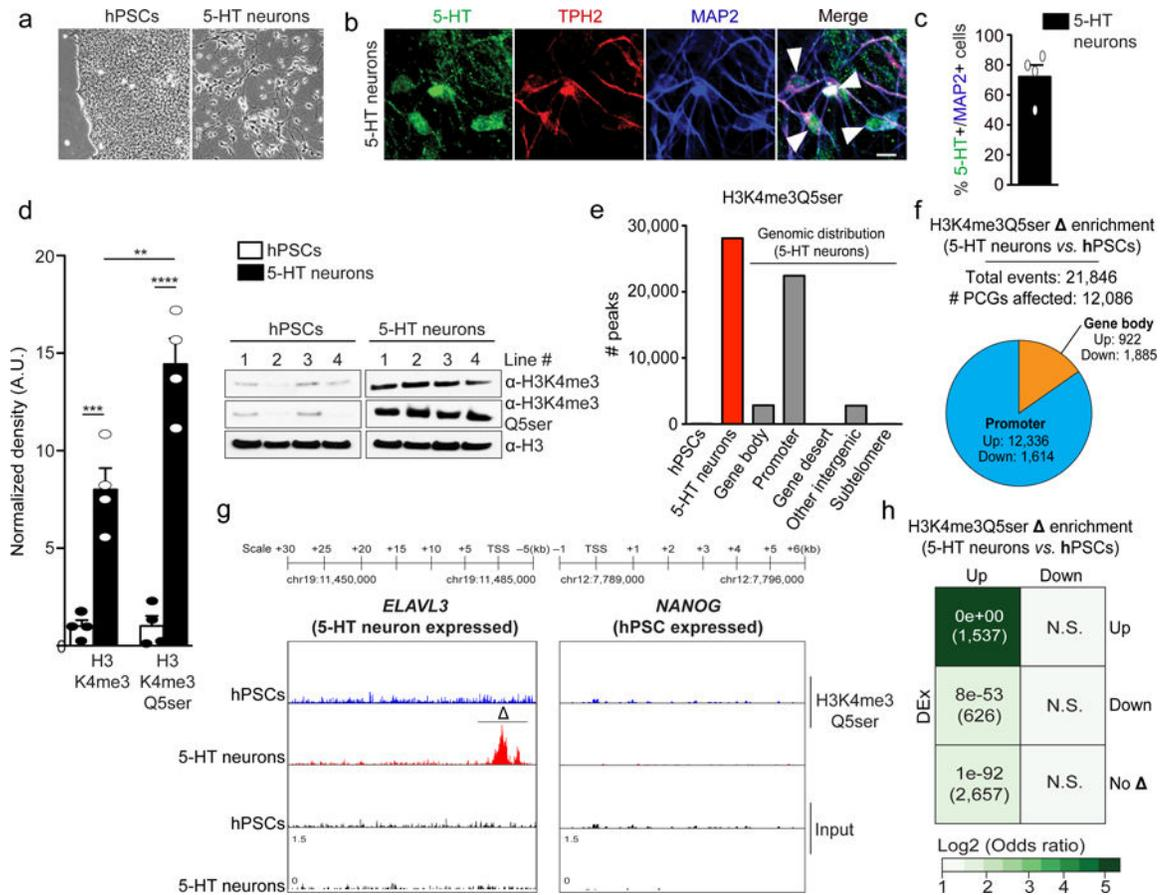 a
hPSCs
5-HT neurons
b
5-HT
TPH2
MAP2
Merge
5-HT neurons
c
5-HT
neurons
% 5-HT+/MAP2+ cells
100
80
60
40
20
0
d
Normalized density (A.U.)
20
15
10
5
0
**
****
***
hPSCs
5-HT neurons
H3
K4me3
H3
K4me3
Q5ser
hPSCs
5-HT neurons
1 2 3 4 1 2 3 4 Line #
α-H3K4me3
α-H3K4me3
Q5ser
α-H3
e
H3K4me3Q5ser
Genomic distribution
(5-HT neurons)
# peaks
30,000
20,000
10,000
0
hPSCs
5-HT neurons
Gene body
Promoter
Gene desert
Other intergenic
Subtelomere
f
H3K4me3Q5ser Δ enrichment
(5-HT neurons vs. hPSCs)
Total events: 21,846
# PCGs affected: 12,086
Gene body
Up: 922
Down: 1,885
Promoter
Up: 12,336
Down: 1,614
g
Scale +30 +25 +20 +15 +10 +5 TSS −5(kb) −1 TSS +1 +2 +3 +4 +5 +6(kb)
chr19:11,450,000 chr19:11,485,000 chr12:7,789,000 chr12:7,796,000
ELAVL3
(5-HT neuron expressed)
NANOG
(hPSC expressed)
hPSCs
Δ
5-HT neurons
H3K4me3
Q5ser
hPSCs
Input
1.5
1.5
5-HT neurons
0
0
h
H3K4me3Q5ser Δ enrichment
(5-HT neurons vs. hPSCs)
Up Down
DEx
0e+00
(1,537)
N.S.
Up
8e-53
(626)
N.S.
Down
1e-92
(2,657)
N.S.
No Δ
Log2 (Odds ratio)
1 2 3 4 5